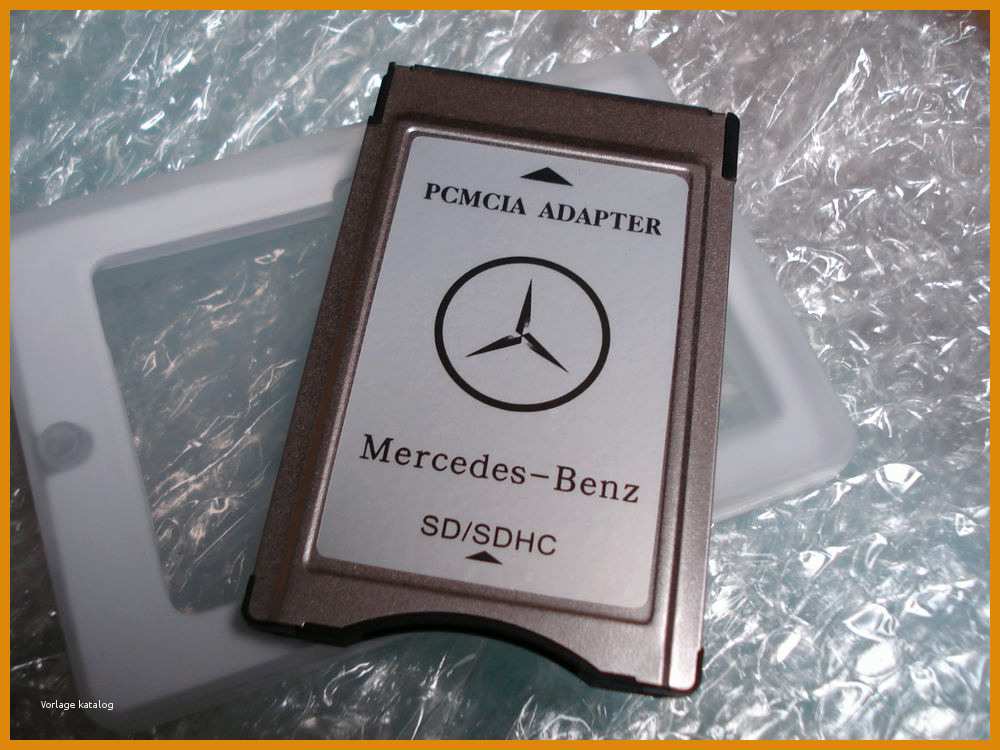 PCMCIA ADAPTER
Mercedes-Benz
SD/SDHC
Vorlage katalog